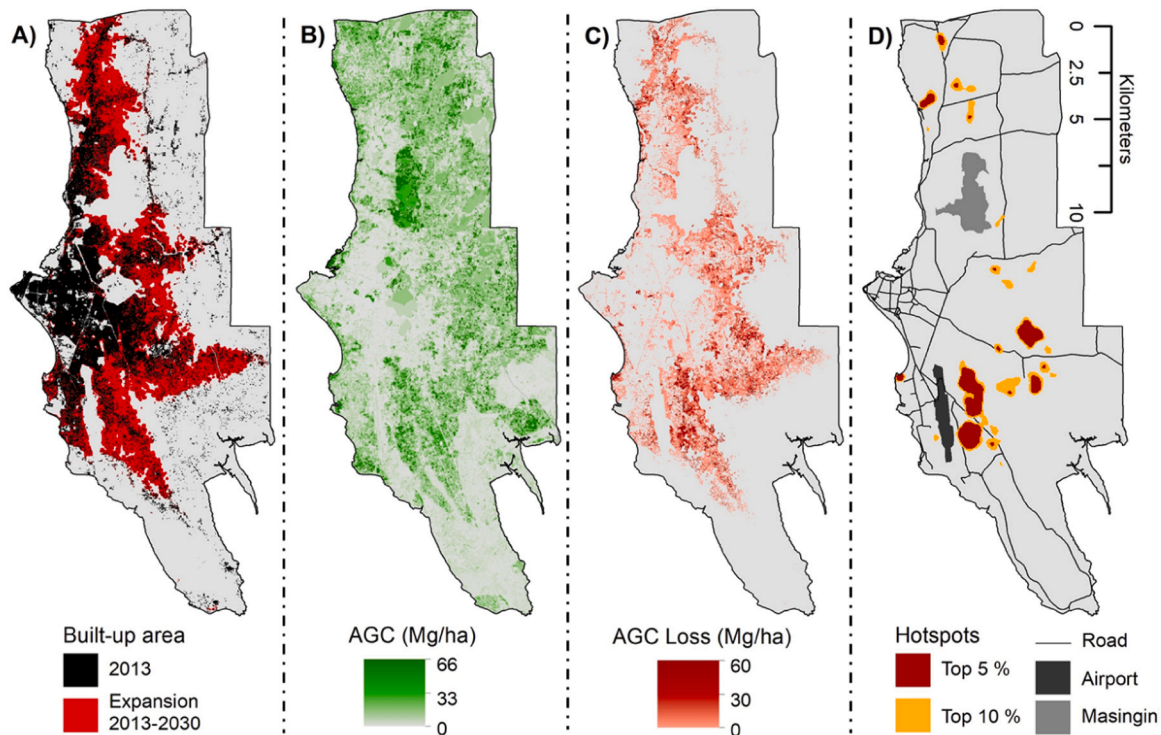 A)
B)
C)
D)
0
2.5
5
10
Kilometers
Built-up area
2013
Expansion
2013-2030
AGC (Mg/ha)
66
33
0
AGC Loss (Mg/ha)
60
30
0
Hotspots
Top 5 %
Top 10 %
Road
Airport
Masingin